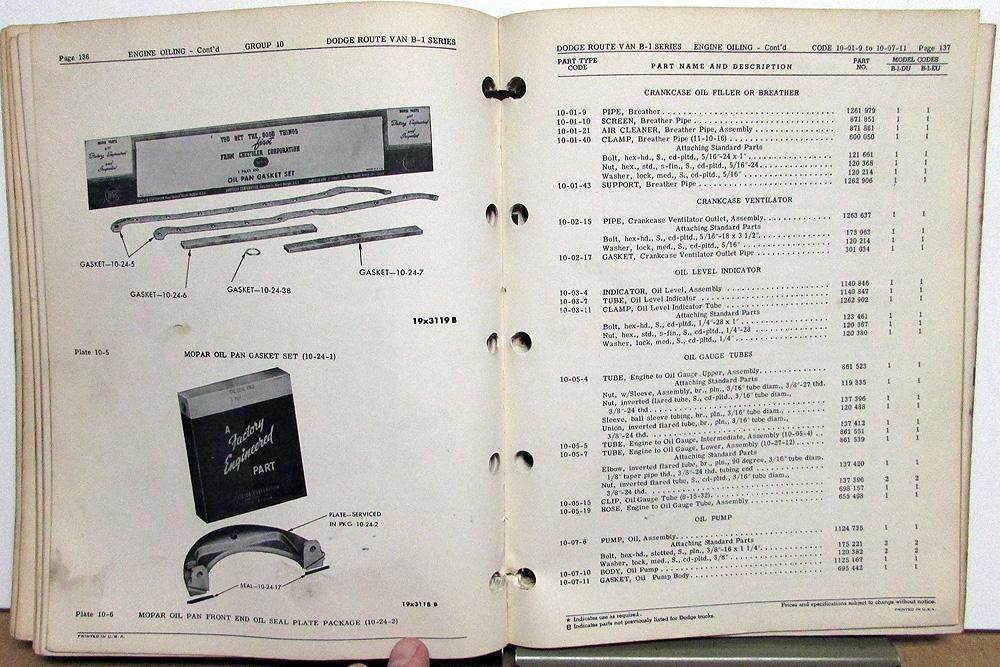 Page 136 ENGINE OILING - Cont'd GROUP 10 DODGE ROUTE VAN B-1 SERIES
YOU GET THE GOOD THINGS
First
FROM CHRYSLER CORPORATION
1 PART NO.
OIL PAN GASKET SET
GASKET—10-24-5
GASKET—10-24-6
GASKET—10-24-38
GASKET—10-24-7
19x3119 B
Plate 10-5 MOPAR OIL PAN GASKET SET (10-24-1)
A
Factory
Engineered
PART
PLATE—SERVICED
IN PKG 10-24-2
SEAL—10-24-17
19x3118 B
Plate 10-6 MOPAR OIL PAN FRONT END OIL SEAL PLATE PACKAGE (10-24-2)
PRINTED IN U.S.A.
DODGE ROUTE VAN B-1 SERIES ENGINE OILING - Cont'd CODE 10-01-9 to 10-07-11 Page 137
PART TYPE CODE PART NAME AND DESCRIPTION PART NO. MODEL CODES
B-1-DU B-1-EU
CRANKCASE OIL FILLER OR BREATHER
10-01-9 PIPE, Breather 1261 979 1 1
10-01-10 SCREEN, Breather Pipe 871 851 1 1
10-01-21 AIR CLEANER, Breather Pipe, Assembly 871 861 1 1
10-01-40 CLAMP, Breather Pipe (11-10-16) 600 050 1 1
Attaching Standard Parts
Bolt, hex-hd., S., cd-pltd., 5/16"-24 x 1" 121 661 1 1
Nut, hex., std., s-fin., S., cd-pltd., 5/16"-24 120 368 1 1
Washer, lock, med., S., cd-pltd., 5/16" 120 214 1 1
10-01-43 SUPPORT, Breather Pipe 1262 906 1 1
CRANKCASE VENTILATOR
10-02-15 PIPE, Crankcase Ventilator Outlet, Assembly 1263 637 1 1
Attaching Standard Parts
Bolt, hex-hd., S., cd-pltd., 5/16"-18 x 3 1/2" 173 063 1 1
Washer, lock, med., S., cd-pltd., 5/16" 120 214 1 1
10-02-17 GASKET, Crankcase Ventilator Outlet Pipe 301 034 1 1
OIL LEVEL INDICATOR
10-03-4 INDICATOR, Oil Level, Assembly 1140 846 1 1
10-03-7 TUBE, Oil Level Indicator 1140 847 1 1
10-03-11 CLAMP, Oil Level Indicator Tube 1262 902 1 1
Attaching Standard Parts
Bolt, hex-hd., S., cd-pltd., 1/4"-28 x 1" 123 461 1 1
Nut, hex., std., s-fin., S., cd-pltd., 1/4"-28 120 367 1 1
Washer, lock, med., S., cd-pltd., 1/4" 120 380 1 1
OIL GAUGE TUBES
10-05-4 TUBE, Engine to Oil Gauge, Upper, Assembly 861 523 1 1
Attaching Standard Parts
Nut, w/Sleeve, Assembly, br., pln., 3/16" tube diam., 3/8"-27 thd. 119 335 1 1
Nut, inverted flared tube, S., cd-pltd., 3/16" tube diam.,
3/8"-24 thd. 137 396 1 1
Sleeve, ball sleeve tubing, br., pln., 3/16" tube diam., 120 488 1 1
Union, inverted flared tube, br., pln., 3/16" tube diam.,
3/8"-24 thd. 137 412 1 1
10-05-5 TUBE, Engine to Oil Gauge, Intermediate, Assembly (10-05-4) 861 551 1 1
10-05-7 TUBE, Engine to Oil Gauge, Lower, Assembly (10-27-12) 861 539 1 1
Attaching Standard Parts
Elbow, inverted flared tube, br., pln., 90 degree, 3/16" tube diam.
1/8" taper pipe thd., 3/8"-24 thd. tubing end 137 420 1 1
Nut, inverted flared tube, S., cd-pltd., 3/16" tube diam.,
3/8"-24 thd. 137 396 2 2
10-05-15 CLIP, Oil Gauge Tube (8-15-32) 698 157 1 1
10-05-19 HOSE, Engine to Oil Gauge Tube, Assembly 655 498 1 1
OIL PUMP
10-07-6 PUMP, Oil, Assembly 1124 735 1 1
Attaching Standard Parts
Bolt, hex-hd., slotted, S., pln., 3/8"-16 x 1 1/4" 175 221 2 2
Washer, lock, med., S., cd-pltd., 3/8" 120 382 2 2
10-07-10 BODY, Oil Pump 1125 167 1 1
10-07-11 GASKET, Oil Pump Body 695 442 1 1
Prices and specifications subject to change without notice.
PRINTED IN U.S.A.
★ Indicates use as required.
B Indicates parts not previously listed for Dodge trucks.